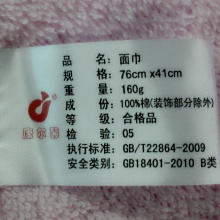 品　名：面巾
规　格：76cm x41cm
重　量：160g
成　份：100%棉(装饰部分除外)
等　级：合格品
检　验：05
执行标准：GB/T22864-2009
安全类别：GB18401-2010 B类